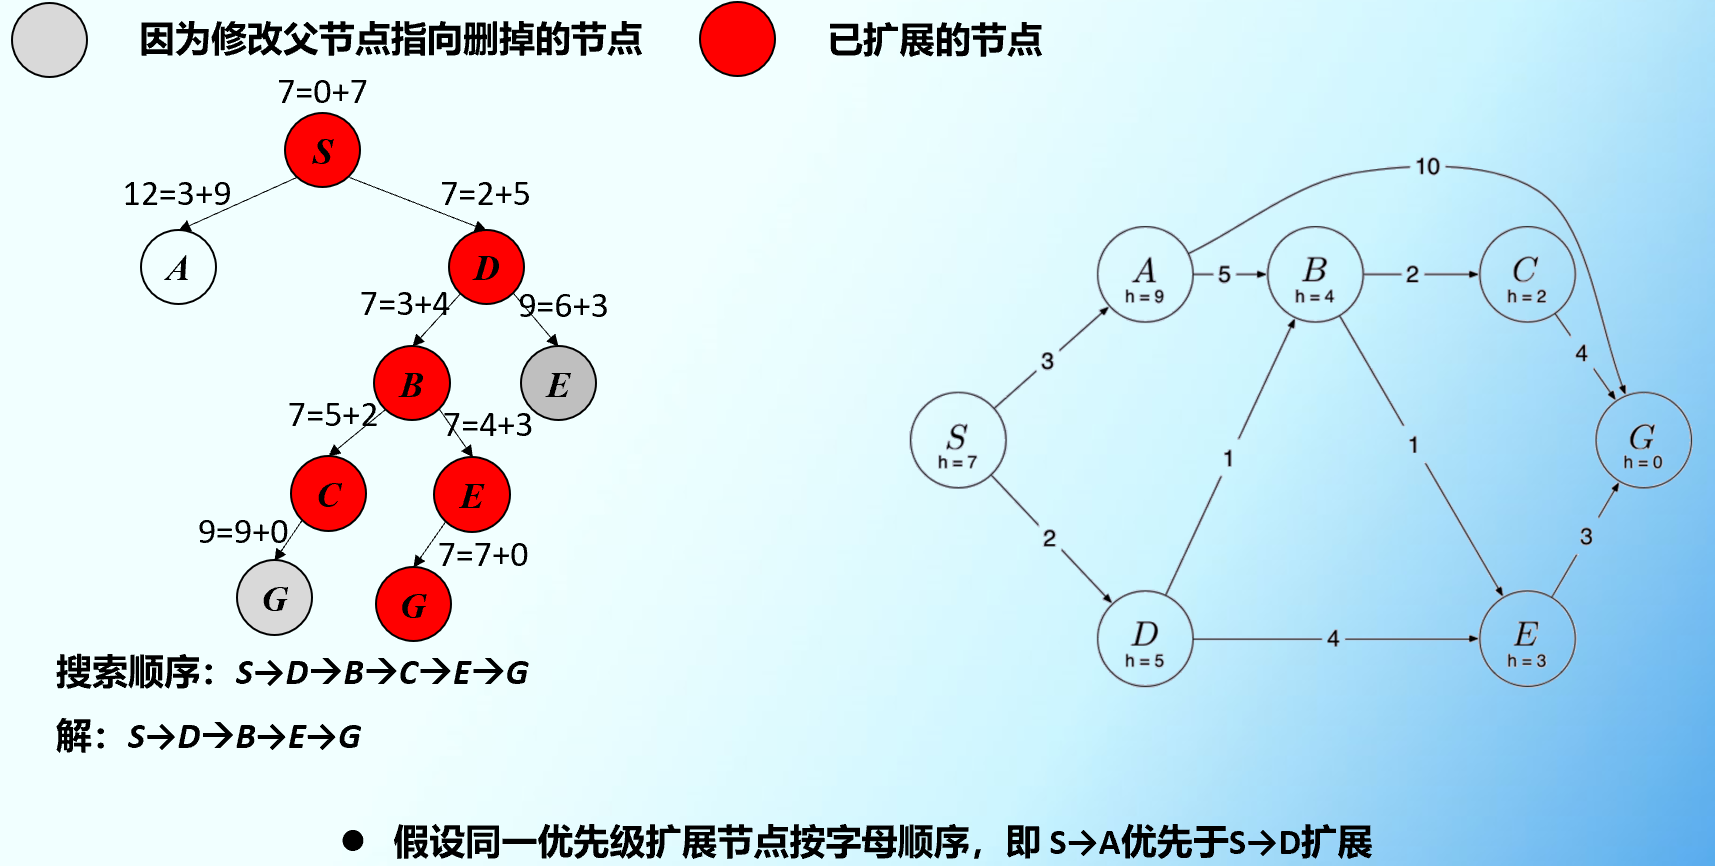 因为修改父节点指向删掉的节点
已扩展的节点
7=0+7
S
12=3+9
7=2+5
A
D
7=3+4
9=6+3
B
E
7=5+2
7=4+3
C
E
9=9+0
7=7+0
G
G
搜索顺序：S→D→B→C→E→G
解：S→D→B→E→G
10
A
h = 9
5
B
h = 4
2
C
h = 2
3
4
S
h = 7
G
h = 0
1
1
2
3
D
h = 5
4
E
h = 3
● 假设同一优先级扩展节点按字母顺序，即 S→A优先于S→D扩展